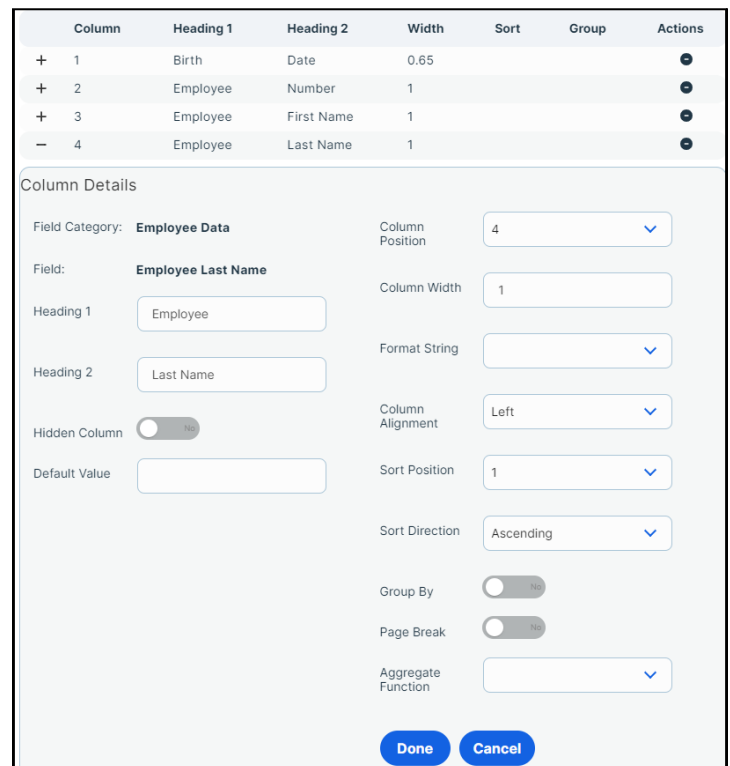 Column Heading 1 Heading 2 Width Sort Group Actions
+ 1 Birth Date 0.65
+ 2 Employee Number 1
+ 3 Employee First Name 1
− 4 Employee Last Name 1
Column Details
Field Category: Employee Data
Field: Employee Last Name
Heading 1 Employee
Heading 2 Last Name
Hidden Column No
Default Value
Column
Position 4
Column Width 1
Format String
Column
Alignment Left
Sort Position 1
Sort Direction Ascending
Group By No
Page Break No
Aggregate
Function
Done Cancel